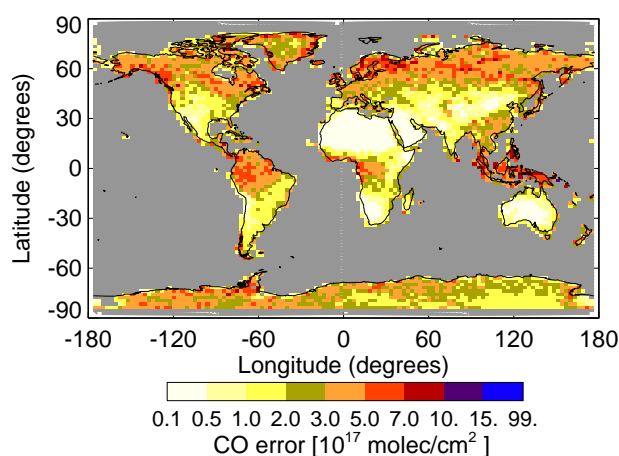 90
60
30
0
-30
-60
-90
Latitude (degrees)
-180 -120 -60 0 60 120 180
Longitude (degrees)
0.1 0.5 1.0 2.0 3.0 5.0 7.0 10. 15. 99.
CO error [10^17 molec/cm^2 ]